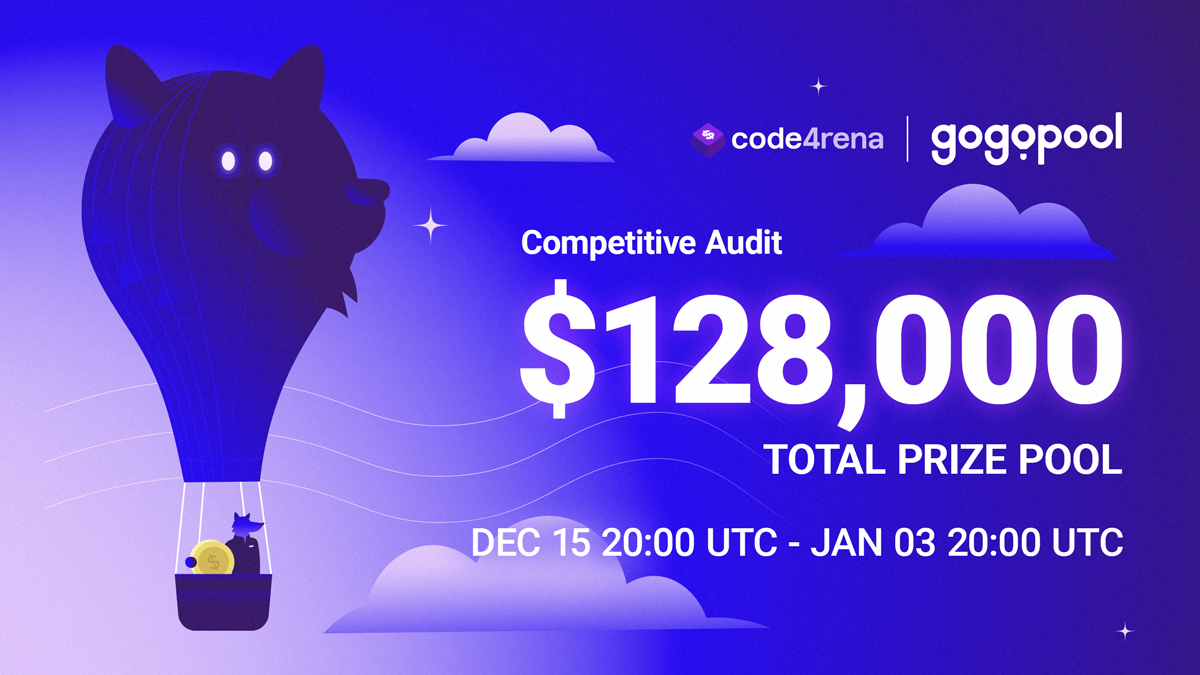 code4rena | gogopool
Competitive Audit
$128,000
TOTAL PRIZE POOL
DEC 15 20:00 UTC - JAN 03 20:00 UTC
$